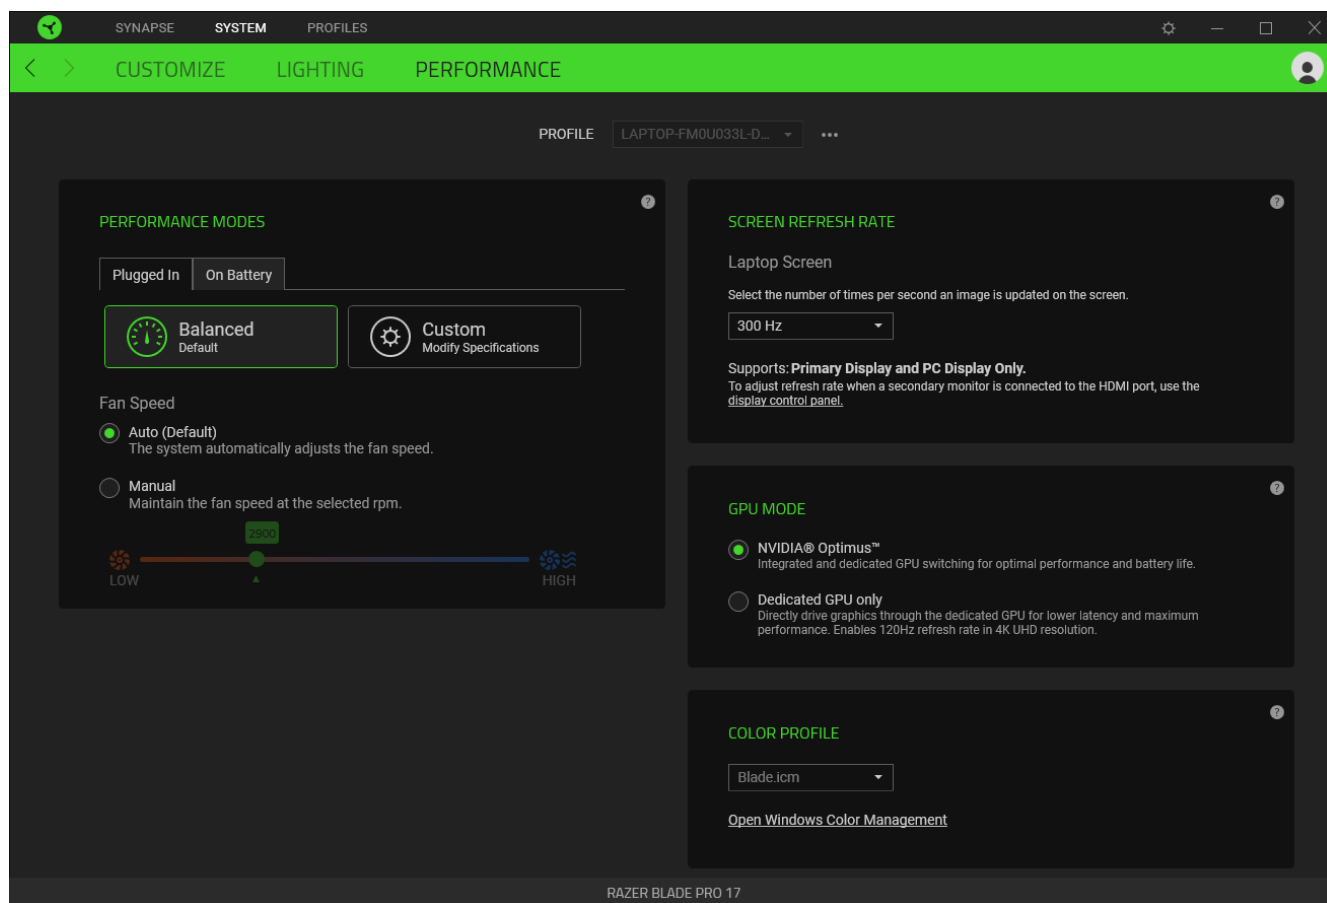 SYNAPSE SYSTEM PROFILES
CUSTOMIZE LIGHTING PERFORMANCE
PROFILE LAPTOP-FM0U033L-D...
PERFORMANCE MODES
Plugged In On Battery
Balanced
Default
Custom
Modify Specifications
Fan Speed
Auto (Default)
The system automatically adjusts the fan speed.
Manual
Maintain the fan speed at the selected rpm.
2900
LOW HIGH
SCREEN REFRESH RATE
Laptop Screen
Select the number of times per second an image is updated on the screen.
300 Hz
Supports: Primary Display and PC Display Only.
To adjust refresh rate when a secondary monitor is connected to the HDMI port, use the
display control panel.
GPU MODE
NVIDIA® Optimus™
Integrated and dedicated GPU switching for optimal performance and battery life.
Dedicated GPU only
Directly drive graphics through the dedicated GPU for lower latency and maximum
performance. Enables 120Hz refresh rate in 4K UHD resolution.
COLOR PROFILE
Blade.icm
Open Windows Color Management
RAZER BLADE PRO 17